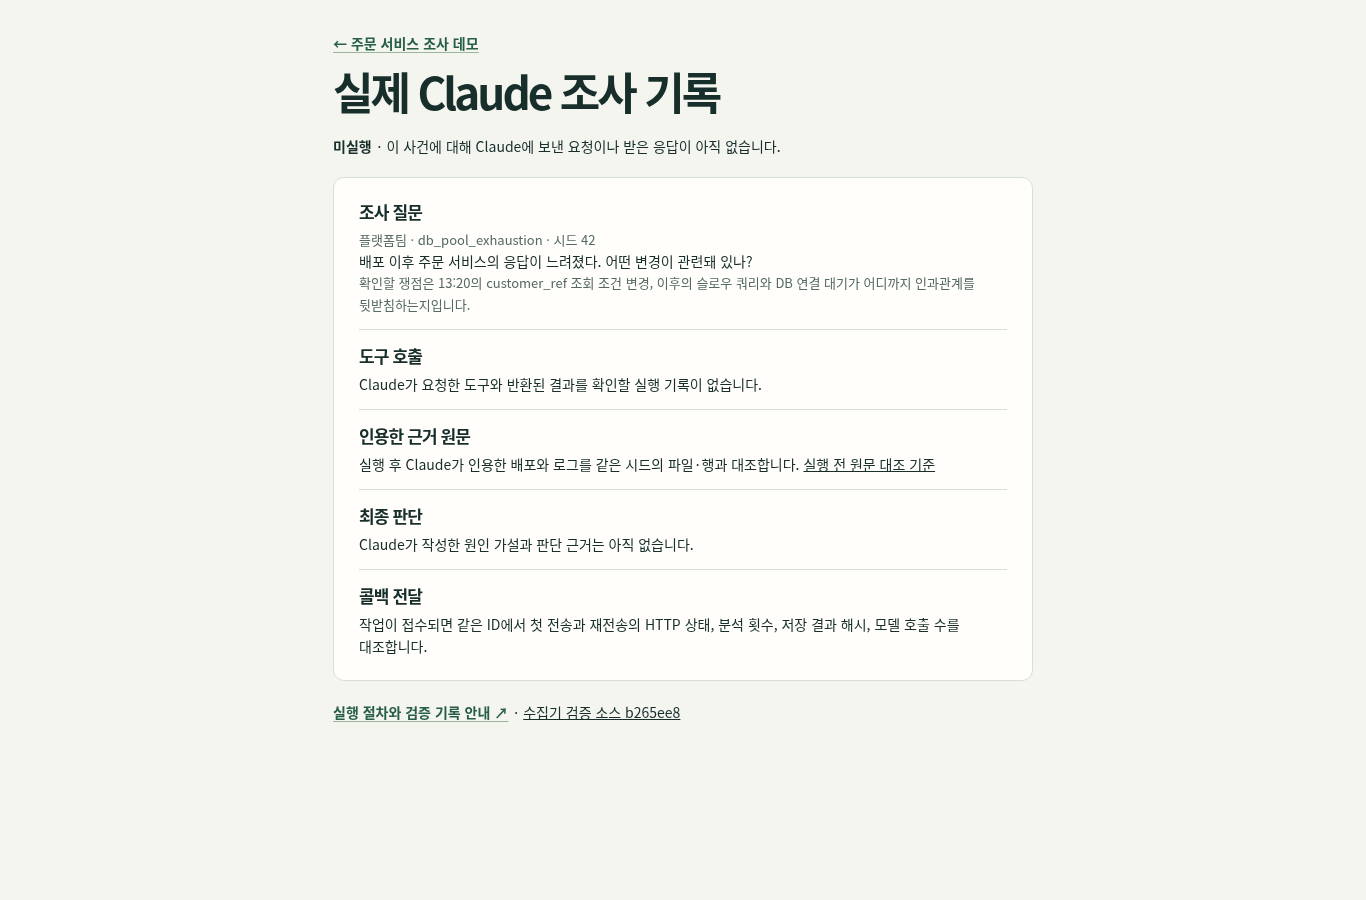 ← 주문 서비스 조사 데모
실제 Claude 조사 기록
미실행 · 이 사건에 대해 Claude에 보낸 요청이나 받은 응답이 아직 없습니다.
조사 질문
플랫폼팀 · db_pool_exhaustion · 시드 42
배포 이후 주문 서비스의 응답이 느려졌다. 어떤 변경이 관련돼 있나?
확인할 쟁점은 13:20의 customer_ref 조회 조건 변경, 이후의 슬로우 쿼리와 DB 연결 대기가 어디까지 인과관계를
뒷받침하는지입니다.
도구 호출
Claude가 요청한 도구와 반환된 결과를 확인할 실행 기록이 없습니다.
인용한 근거 원문
실행 후 Claude가 인용한 배포와 로그를 같은 시드의 파일·행과 대조합니다. 실행 전 원문 대조 기준
최종 판단
Claude가 작성한 원인 가설과 판단 근거는 아직 없습니다.
콜백 전달
작업이 접수되면 같은 ID에서 첫 전송과 재전송의 HTTP 상태, 분석 횟수, 저장 결과 해시, 모델 호출 수를
대조합니다.
실행 절차와 검증 기록 안내 ↗ · 수집기 검증 소스 b265ee8